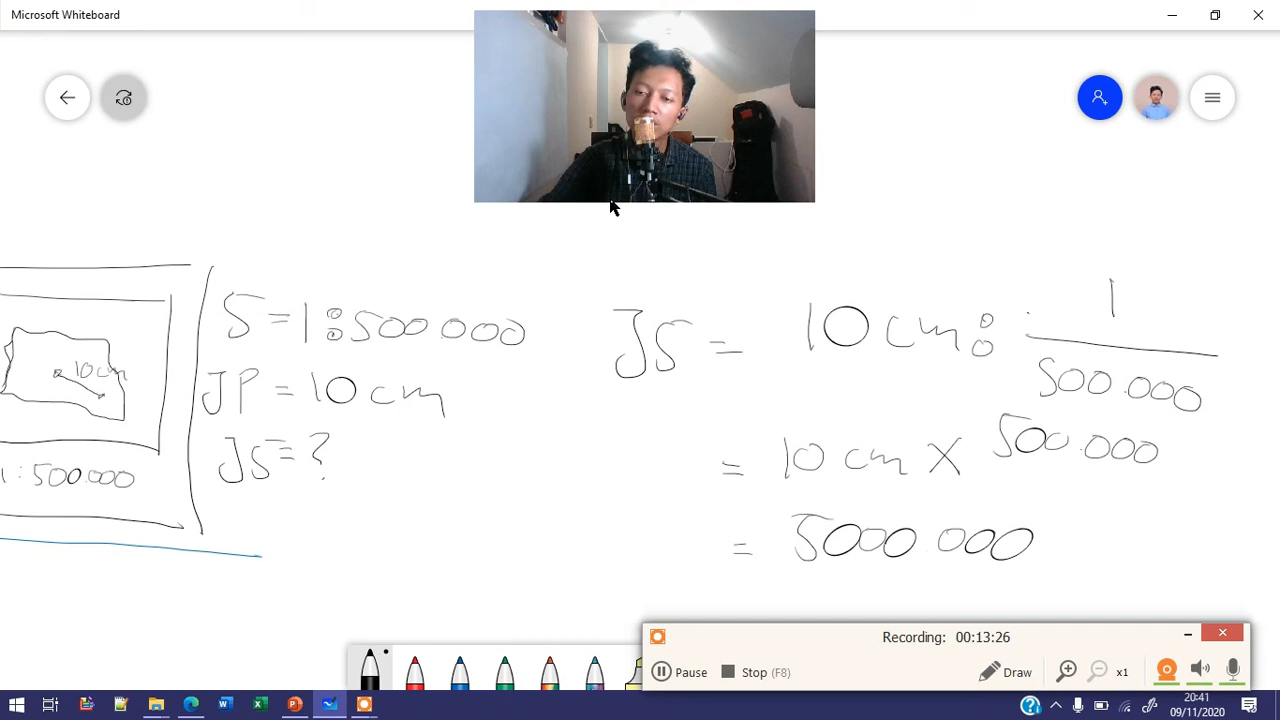 Microsoft Whiteboard
10cm
1:500.000
S = 1:500.000
JP = 10 cm
JS = ?
JS = 10 cm : 1
500.000
= 10 cm X 500.000
= 5000.000
Recording: 00:13:26
Pause
Stop (F8)
Draw
x1
20:41
09/11/2020